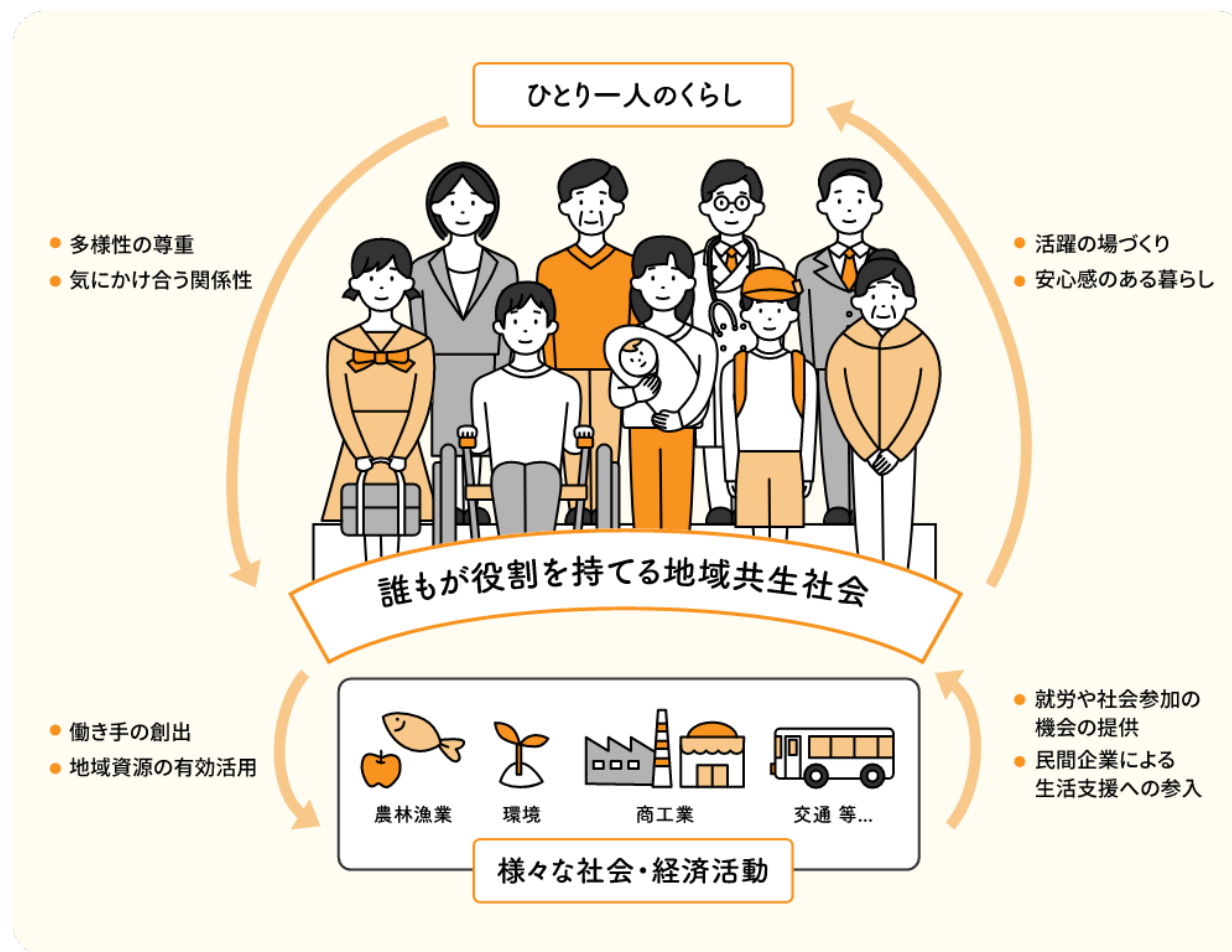 ひとり一人のくらし
● 多様性の尊重
● 気にかけ合う関係性
● 活躍の場づくり
● 安心感のある暮らし
誰もが役割を持てる地域共生社会
● 働き手の創出
● 地域資源の有効活用
● 就労や社会参加の
機会の提供
● 民間企業による
生活支援への参入
農林漁業
環境
商工業
交通 等...
様々な社会・経済活動